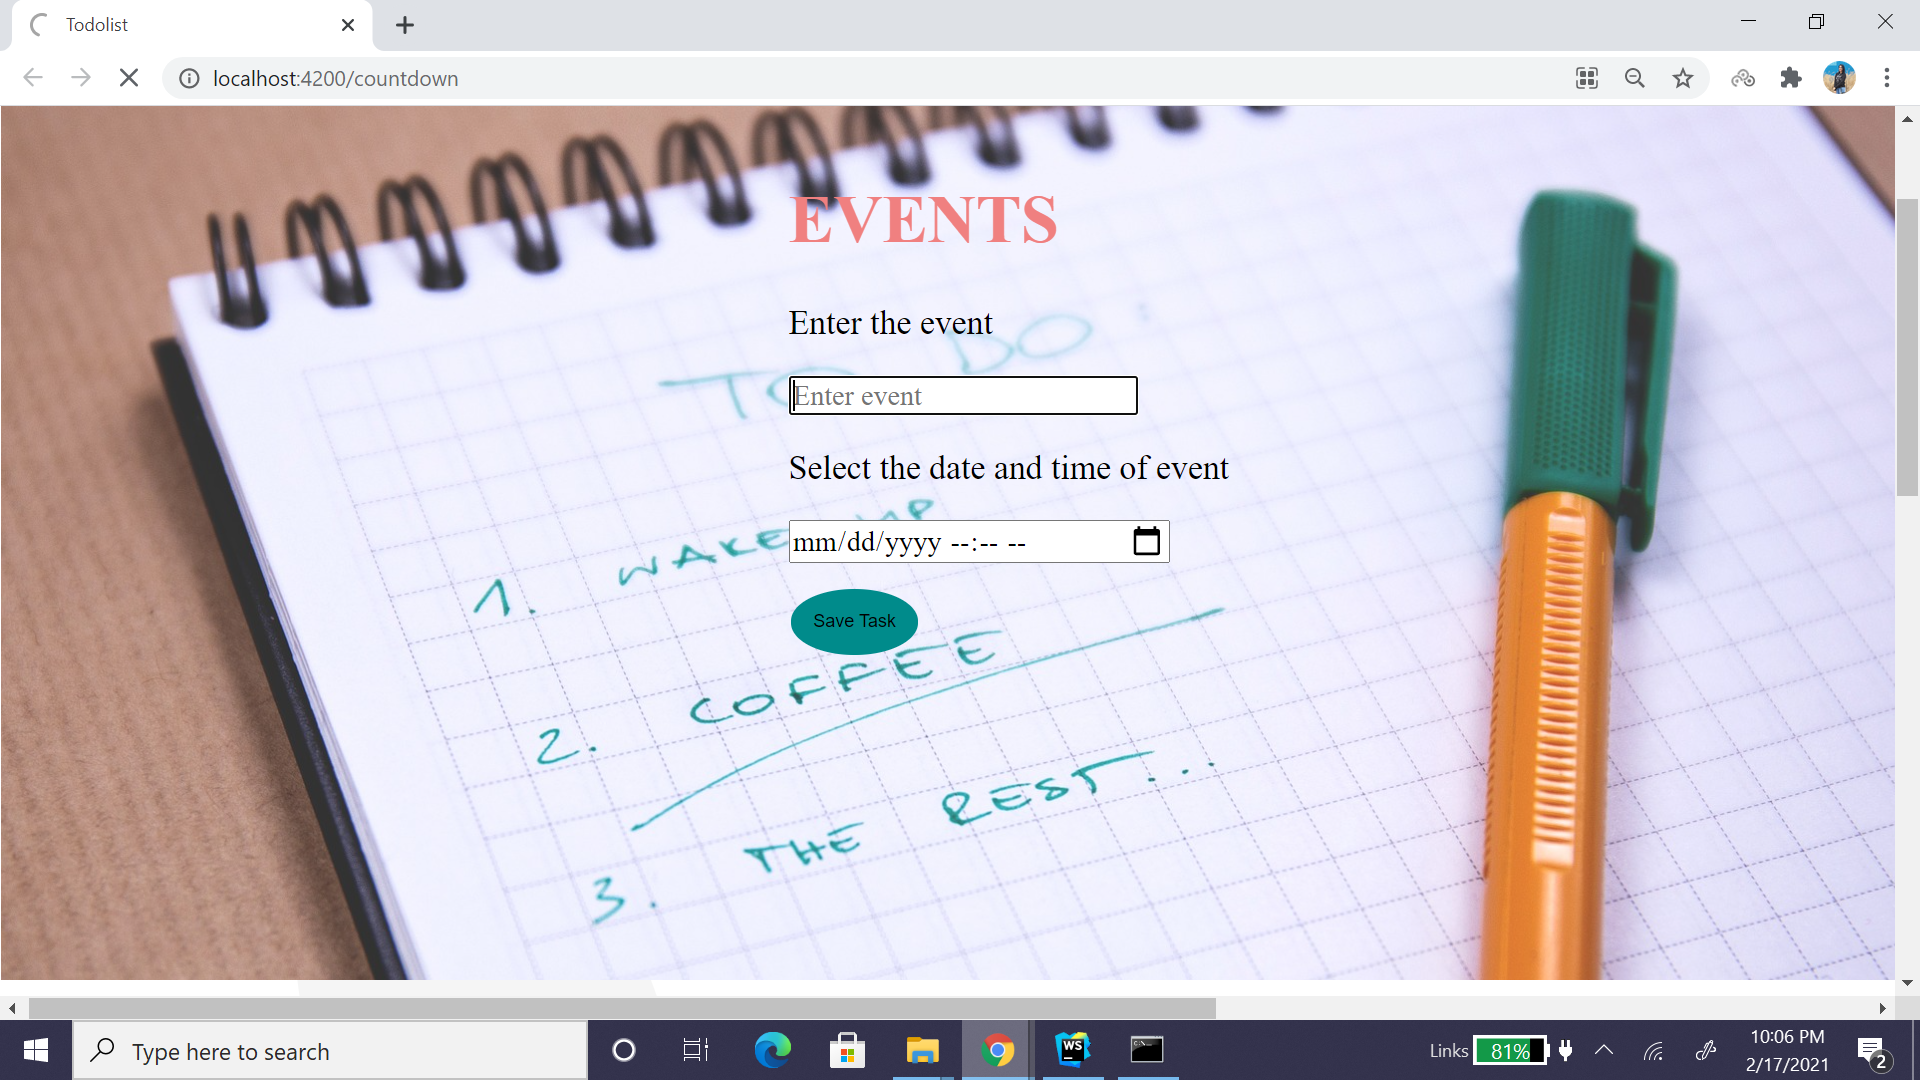 Todolist
localhost:4200/countdown
EVENTS
Enter the event
TO DO:
Enter event
Select the date and time of event
1. WAKE UP
mm/dd/yyyy --:-- --
Save Task
2. COFFEE
3. THE REST...
Type here to search
WS
Links
81%
10:06 PM
2/17/2021
2